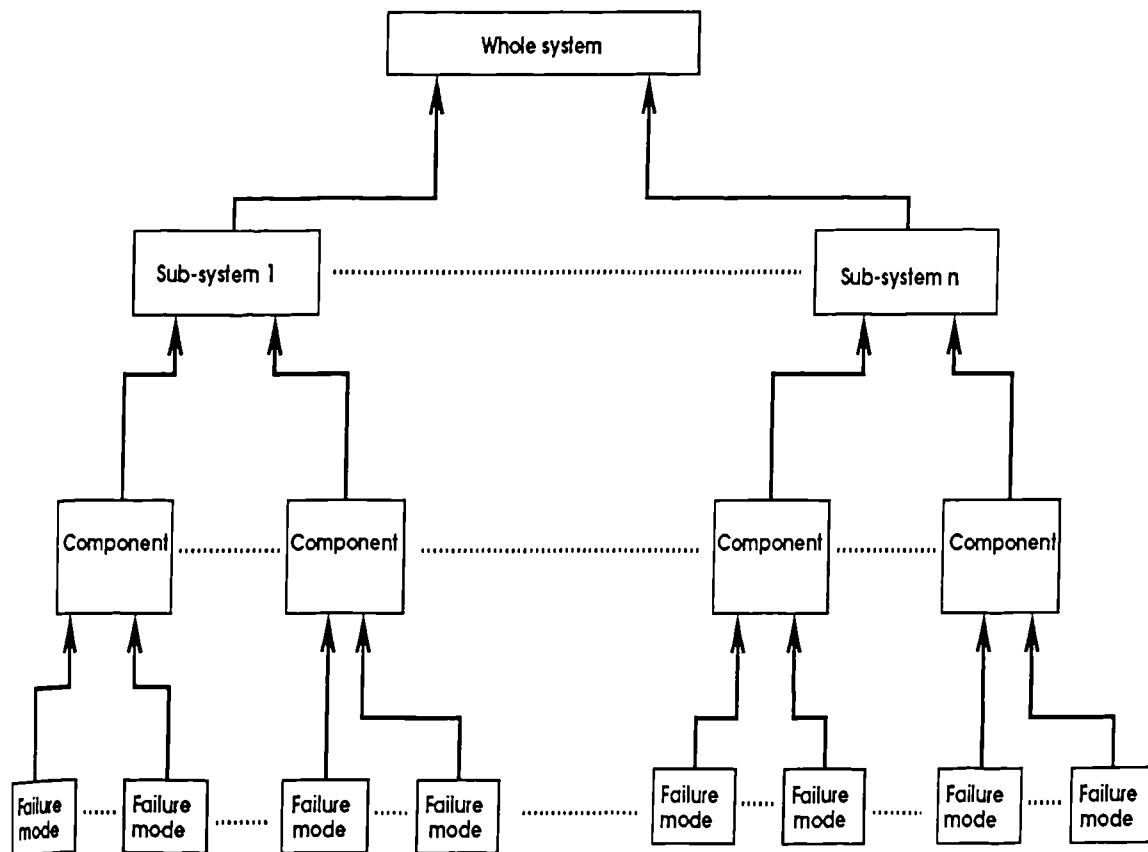 Whole system
Sub-system 1
Sub-system n
Component
Component
Component
Component
Failure
mode
Failure
mode
Failure
mode
Failure
mode
Failure
mode
Failure
mode
Failure
mode
Failure
mode